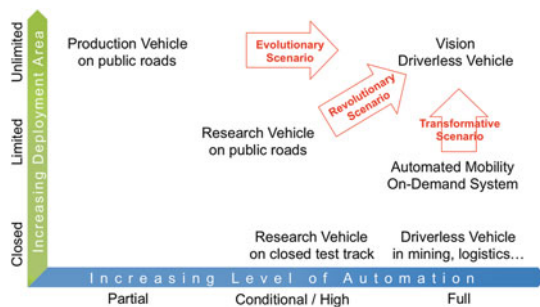 Unlimited
Limited
Closed
Increasing Deployment Area
Production Vehicle
on public roads
Evolutionary
Scenario
Vision
Driverless Vehicle
Revolutionary
Scenario
Research Vehicle
on public roads
Transformative
Scenario
Automated Mobility
On-Demand System
Research Vehicle
on closed test track
Driverless Vehicle
in mining, logistics...
Increasing Level of Automation
Partial
Conditional / High
Full